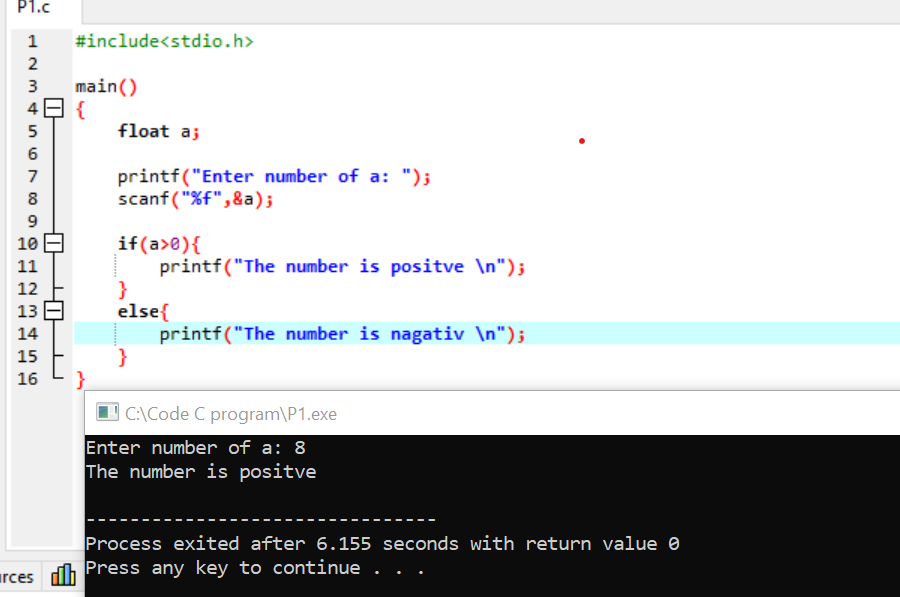 P1.c
1 #include<stdio.h>
2
3 main()
4 {
5 float a;
6
7 printf("Enter number of a: ");
8 scanf("%f",&a);
9
10 if(a>0){
11 printf("The number is positve \n");
12 }
13 else{
14 printf("The number is nagativ \n");
15 }
16 }
C:\Code C program\P1.exe
Enter number of a: 8
The number is positve
--------------------------------
Process exited after 6.155 seconds with return value 0
Press any key to continue . . .